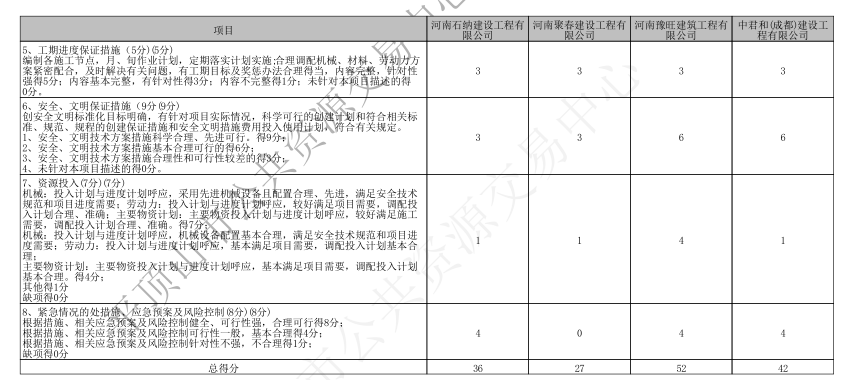 项目 河南石纳建设工程有限公司 河南聚春建设工程有限公司 河南豫旺建筑工程有限公司 中君和(成都)建设工程有限公司
5、工期进度保证措施 (5分)(5分)
编制各施工节点，月、旬作业计划，定期落实计划实施;合理调配机械、材料、劳动力方
案紧密配合，及时解决有关问题，有工期目标及奖惩办法合理得当，内容完整，针对性
强得5分；内容基本完整，有针对性得3分；内容不完整得1分；未针对本项目描述的得
0分。
3 3 3 3
6、安全、文明保证措施 (9分)(9分)
创安全文明标准化目标明确，有针对项目实际情况，科学可行的创建计划和符合相关标
准、规范、规程的创建保证措施和安全文明措施费用投入使用计划，符合有关规定。
1、安全、文明技术方案措施科学合理、先进可行。得9分；
2、安全、文明技术方案措施基本合理可行的得6分；
3、安全、文明技术方案措施合理性和可行性较差的得3分；
4、未针对本项目描述的得0分。
3 3 6 6
7、资源投入(7分)(7分)
机械：投入计划与进度计划呼应，采用先进机械设备且配置合理、先进，满足安全技术
规范和项目进度需要；劳动力：投入计划与进度计划呼应，较好满足项目需要，调配投
入计划合理、准确；主要物资计划：主要物资投入计划与进度计划呼应，较好满足施工
需要，调配投入计划合理、准确。得7分；
机械：投入计划与进度计划呼应，机械设备配置基本合理，满足安全技术规范和项目进
度需要；劳动力：投入计划与进度计划呼应，基本满足项目需要，调配投入计划基本合
理；
主要物资计划：主要物资投入计划与进度计划呼应，基本满足项目需要，调配投入计划
基本合理。得4分；
其他得1分
缺项得0分
1 1 4 1
8、紧急情况的处措施、应急预案及风险控制(8分)(8分)
根据措施、相关应急预案及风险控制健全、可行性强，合理可行得8分；
根据措施、相关应急预案及风险控制可行性一般，基本合理得4分；
根据措施、相关应急预案及风险控制针对性不强，不合理得1分；
缺项得0分
4 0 4 4
总得分 36 27 52 42
平顶山市公共资源交易中心
市公共资源交易中心